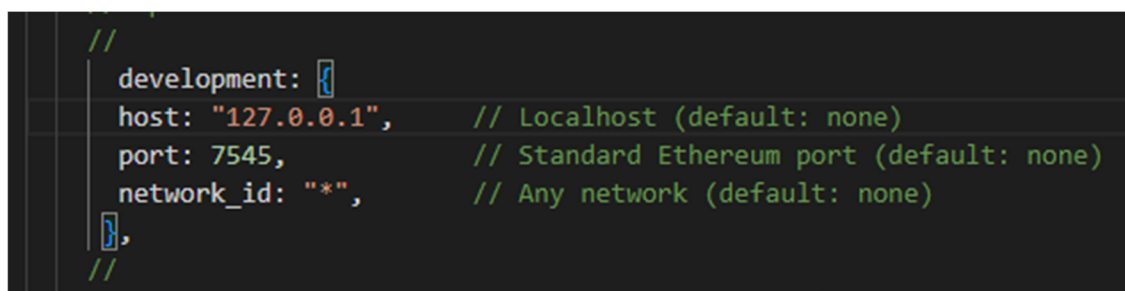 //
development: {
host: "127.0.0.1",     // Localhost (default: none)
port: 7545,            // Standard Ethereum port (default: none)
network_id: "*",       // Any network (default: none)
},
//